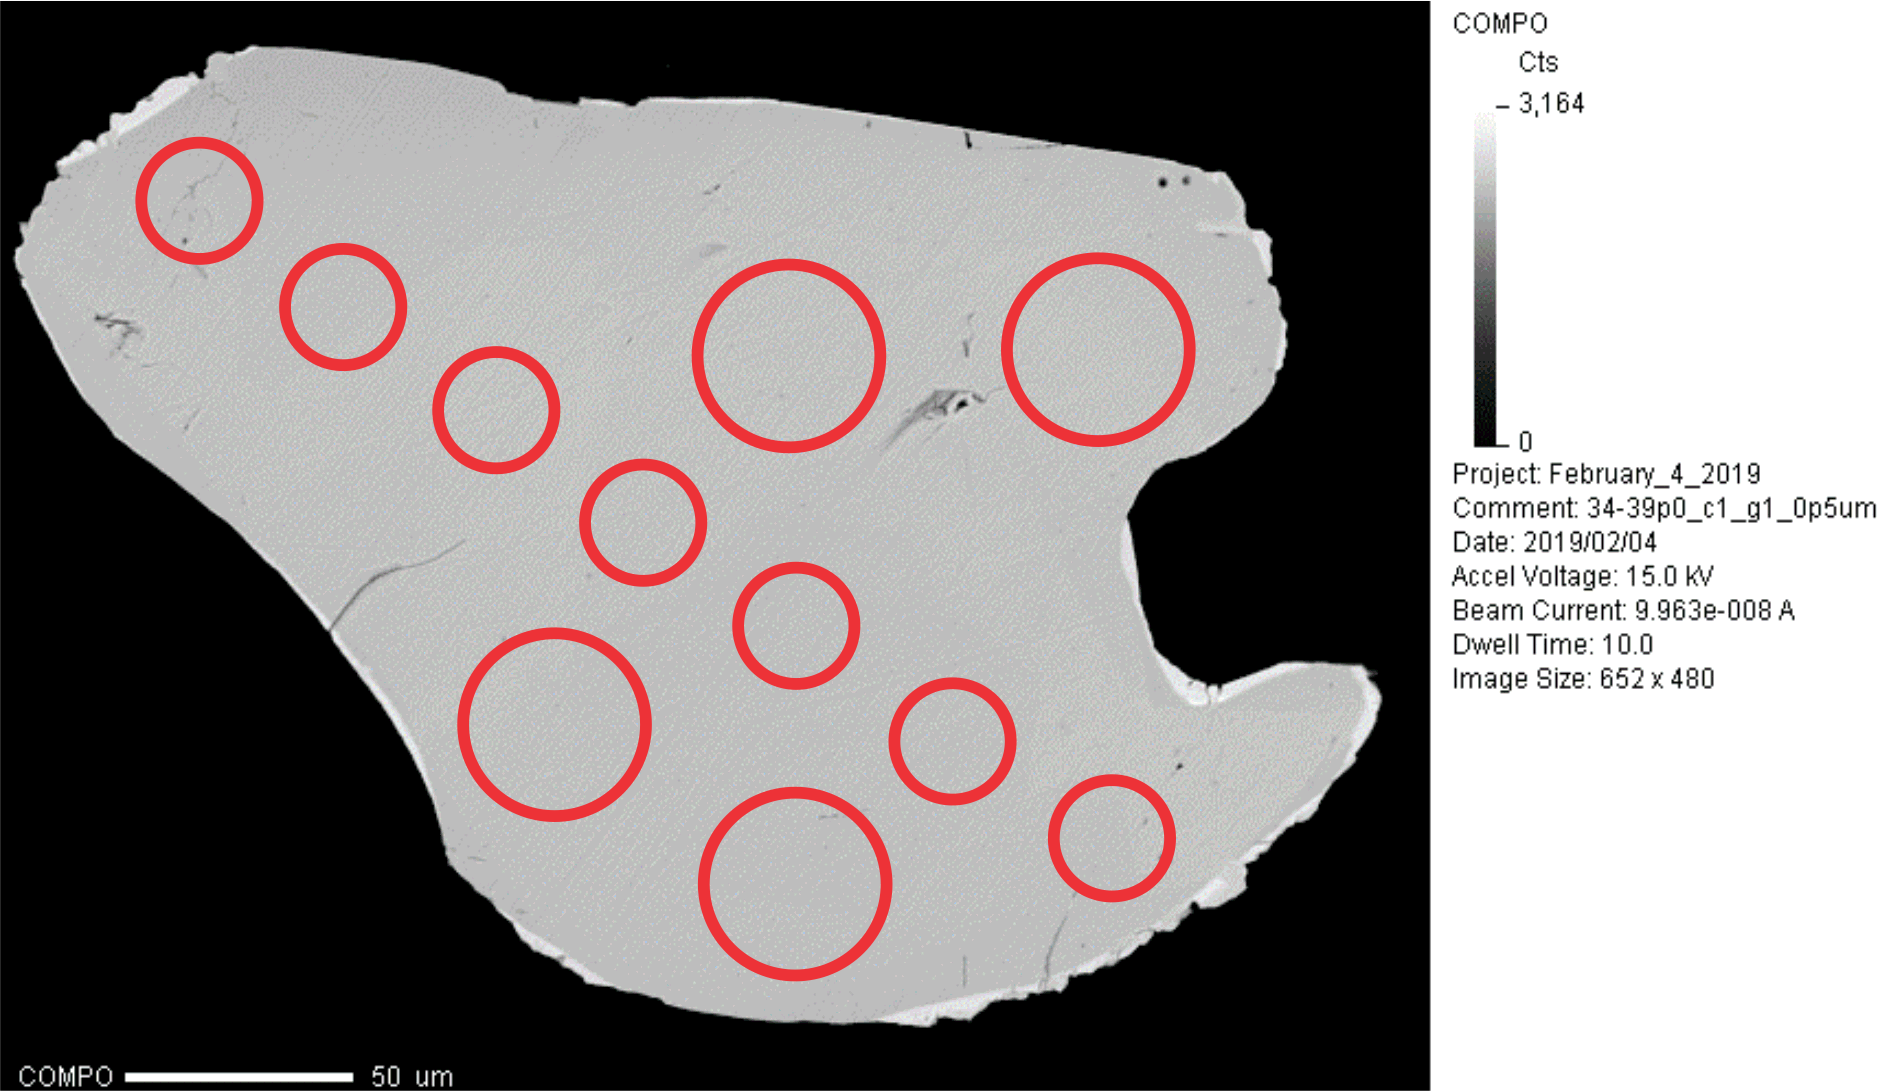 COMPO
Cts
3,164
0
Project: February_4_2019
Comment: 34-39p0_c1_g1_0p5um
Date: 2019/02/04
Accel Voltage: 15.0 kV
Beam Current: 9.963e-008 A
Dwell Time: 10.0
Image Size: 652 x 480
COMPO 50 um